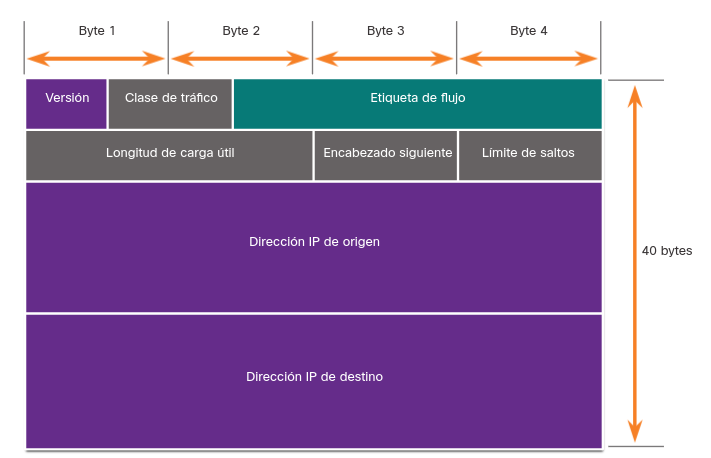 Byte 1 Byte 2 Byte 3 Byte 4
Versión Clase de tráfico Etiqueta de flujo
Longitud de carga útil Encabezado siguiente Límite de saltos
Dirección IP de origen
40 bytes
Dirección IP de destino